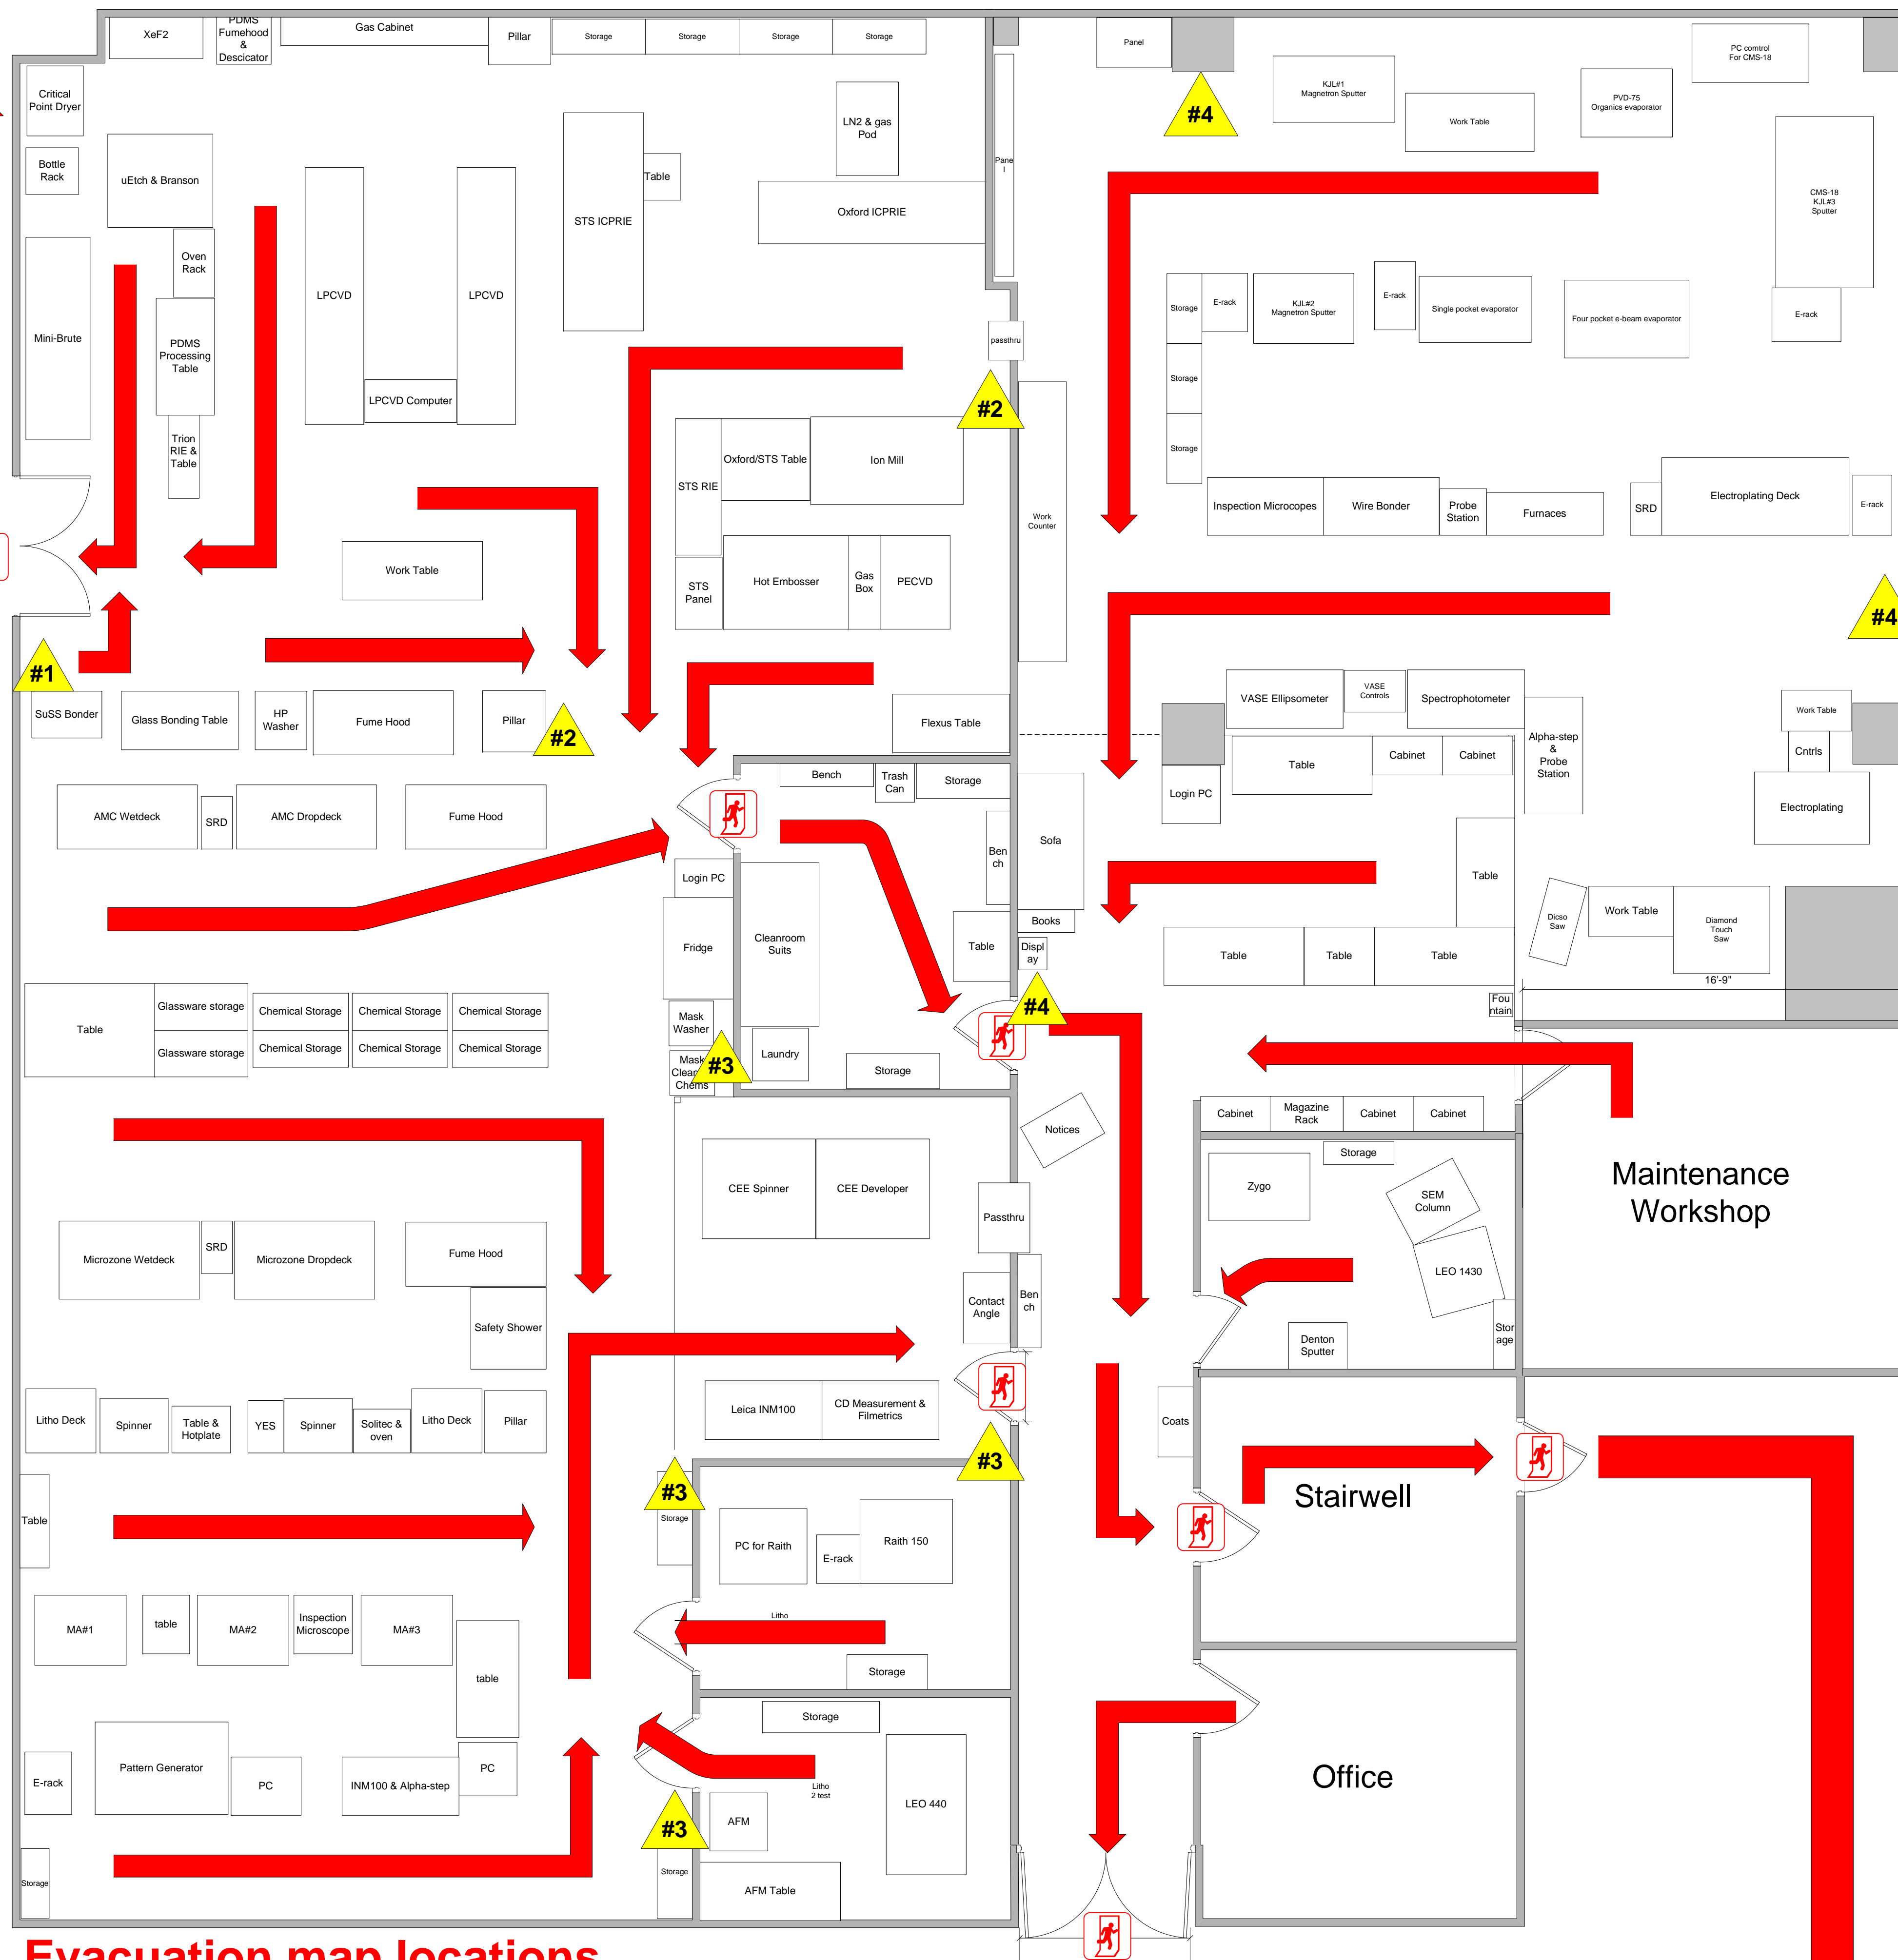 XeF2
PDMS
Fumehood
&
Descicator
Gas Cabinet
Pillar
Storage
Storage
Storage
Storage
Panel
KJL#1
Magnetron Sputter
Work Table
PVD-75
Organics evaporator
PC comtrol
For CMS-18
Critical
Point Dryer
#4
LN2 & gas
Pod
Bottle
Rack
uEtch & Branson
Table
Pane
l
STS ICPRIE
Oxford ICPRIE
CMS-18
KJL#3
Sputter
Oven
Rack
LPCVD
LPCVD
Mini-Brute
PDMS
Processing
Table
passthru
Storage
E-rack
KJL#2
Magnetron Sputter
E-rack
Single pocket evaporator
Four pocket e-beam evaporator
E-rack
Storage
LPCVD Computer
#2
Trion
RIE &
Table
Oxford/STS Table
Ion Mill
STS RIE
Storage
Work
Counter
Inspection Microcopes
Wire Bonder
Probe
Station
Furnaces
SRD
Electroplating Deck
E-rack
Work Table
STS
Panel
Hot Embosser
Gas
Box
PECVD
#4
#1
SuSS Bonder
Glass Bonding Table
HP
Washer
Fume Hood
Pillar
#2
Flexus Table
VASE Ellipsometer
VASE
Controls
Spectrophotometer
Work Table
Alpha-step
&
Probe
Station
Cntrls
Table
Cabinet
Cabinet
Bench
Trash
Can
Storage
Login PC
Electroplating
AMC Wetdeck
SRD
AMC Dropdeck
Fume Hood
Ben
ch
Sofa
Table
Login PC
Books
Dicso
Saw
Work Table
Diamond
Touch
Saw
Fridge
Cleanroom
Suits
Table
Displ
ay
Table
Table
Table
16'-9"
Table
Glassware storage
Chemical Storage
Chemical Storage
Chemical Storage
Glassware storage
Chemical Storage
Chemical Storage
Chemical Storage
Mask
Washer
#4
Fou
ntain
Mask
Clean
Chems
#3
Laundry
Storage
Notices
Cabinet
Magazine
Rack
Cabinet
Cabinet
Storage
Maintenance
Workshop
CEE Spinner
CEE Developer
Passthru
Zygo
SEM
Column
Microzone Wetdeck
SRD
Microzone Dropdeck
Fume Hood
LEO 1430
Contact
Angle
Ben
ch
Safety Shower
Denton
Sputter
Stor
age
Litho Deck
Spinner
Table &
Hotplate
YES
Spinner
Solitec &
oven
Litho Deck
Pillar
Leica INM100
CD Measurement &
Filmetrics
Coats
#3
#3
Storage
Stairwell
Table
PC for Raith
E-rack
Raith 150
MA#1
table
MA#2
Inspection
Microscope
MA#3
Litho
table
Storage
Storage
Pattern Generator
E-rack
PC
INM100 & Alpha-step
PC
Litho
2 test
LEO 440
Office
#3
AFM
Storage
Storage
AFM Table
Evacuation map locations